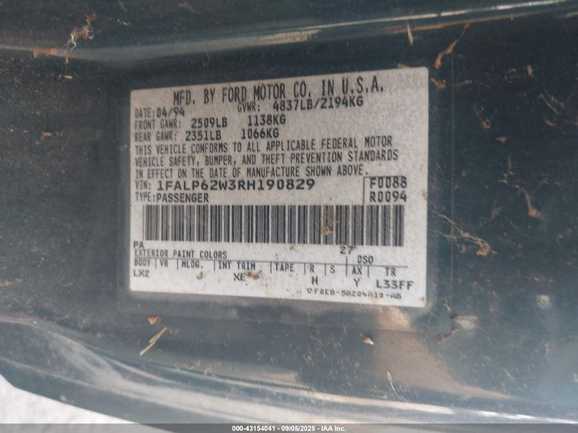 MFD. BY FORD MOTOR CO. IN U.S.A.
DATE: 04/94 GVWR: 4837LB/2194KG
FRONT GAWR: 2509LB 1138KG
REAR GAWR: 2351LB 1066KG
THIS VEHICLE CONFORMS TO ALL APPLICABLE FEDERAL MOTOR
VEHICLE SAFETY, BUMPER, AND THEFT PREVENTION STANDARDS
IN EFFECT ON THE DATE OF MANUFACTURE SHOWN ABOVE.
VIN: 1FALP62W3RH190829 F0088
TYPE: PASSENGER R0094
PA 27
EXTERIOR PAINT COLORS DSO
BODY VR MLDG. INT TRIM TAPE R S AX TR
XE H Y L33FF
000-43154041 - 09/05/2025 - IAA Inc.